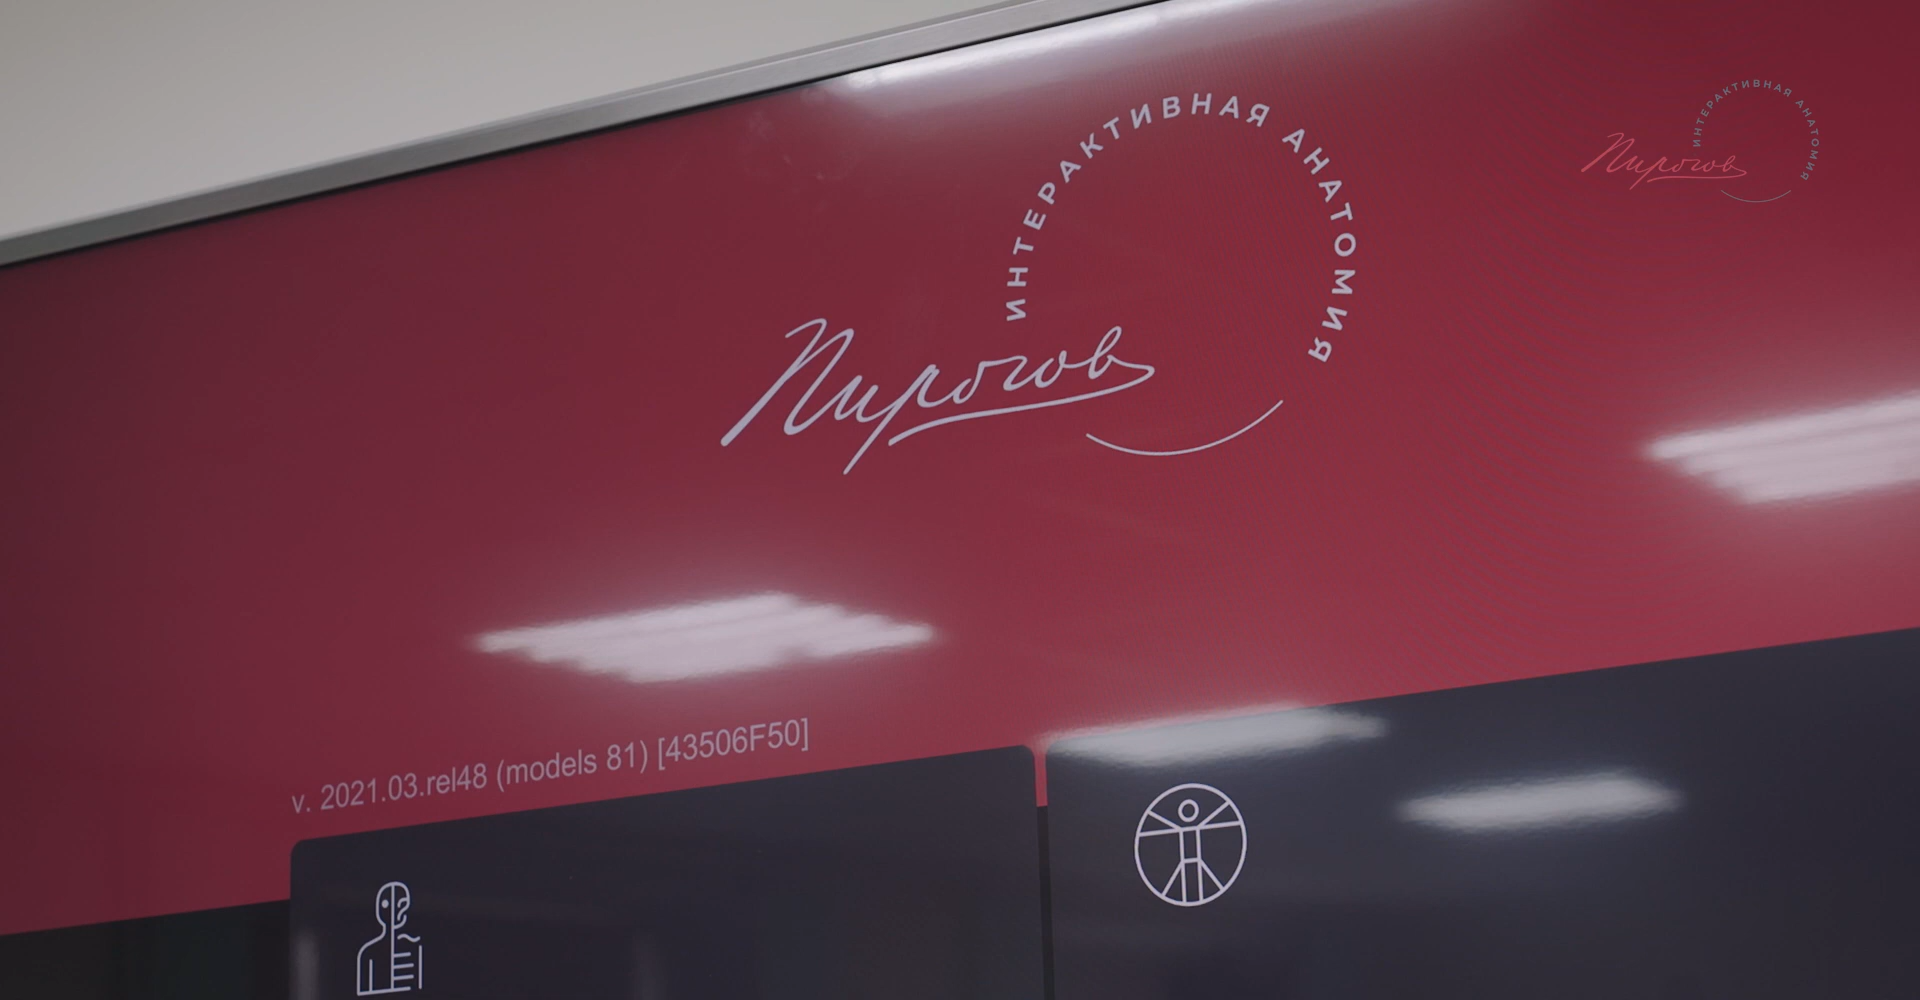 ИНТЕРАКТИВНАЯ АНАТОМИЯ
Пирогов
ИНТЕРАКТИВНАЯ АНАТОМИЯ
Пирогов
v. 2021.03.rel48 (models 81) [43506F50]